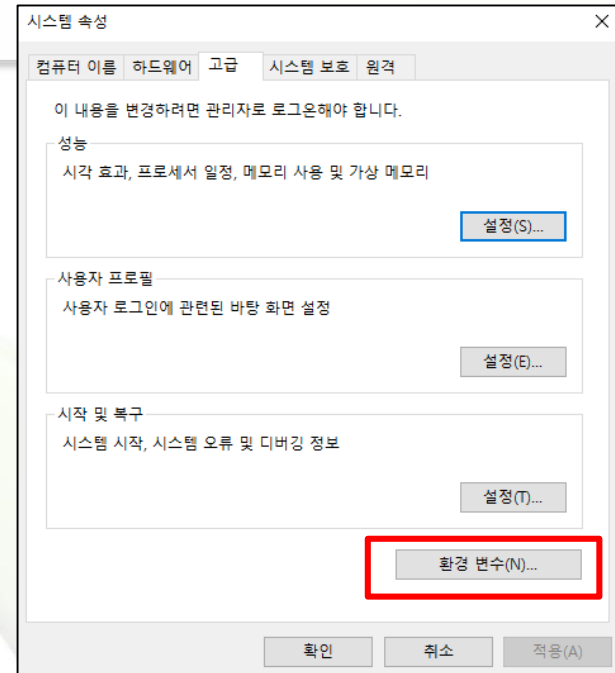 시스템 속성
컴퓨터 이름 하드웨어 고급 시스템 보호 원격
이 내용을 변경하려면 관리자로 로그온해야 합니다.
성능
시각 효과, 프로세서 일정, 메모리 사용 및 가상 메모리
설정(S)...
사용자 프로필
사용자 로그인에 관련된 바탕 화면 설정
설정(E)...
시작 및 복구
시스템 시작, 시스템 오류 및 디버깅 정보
설정(T)...
환경 변수(N)...
확인 취소 적용(A)